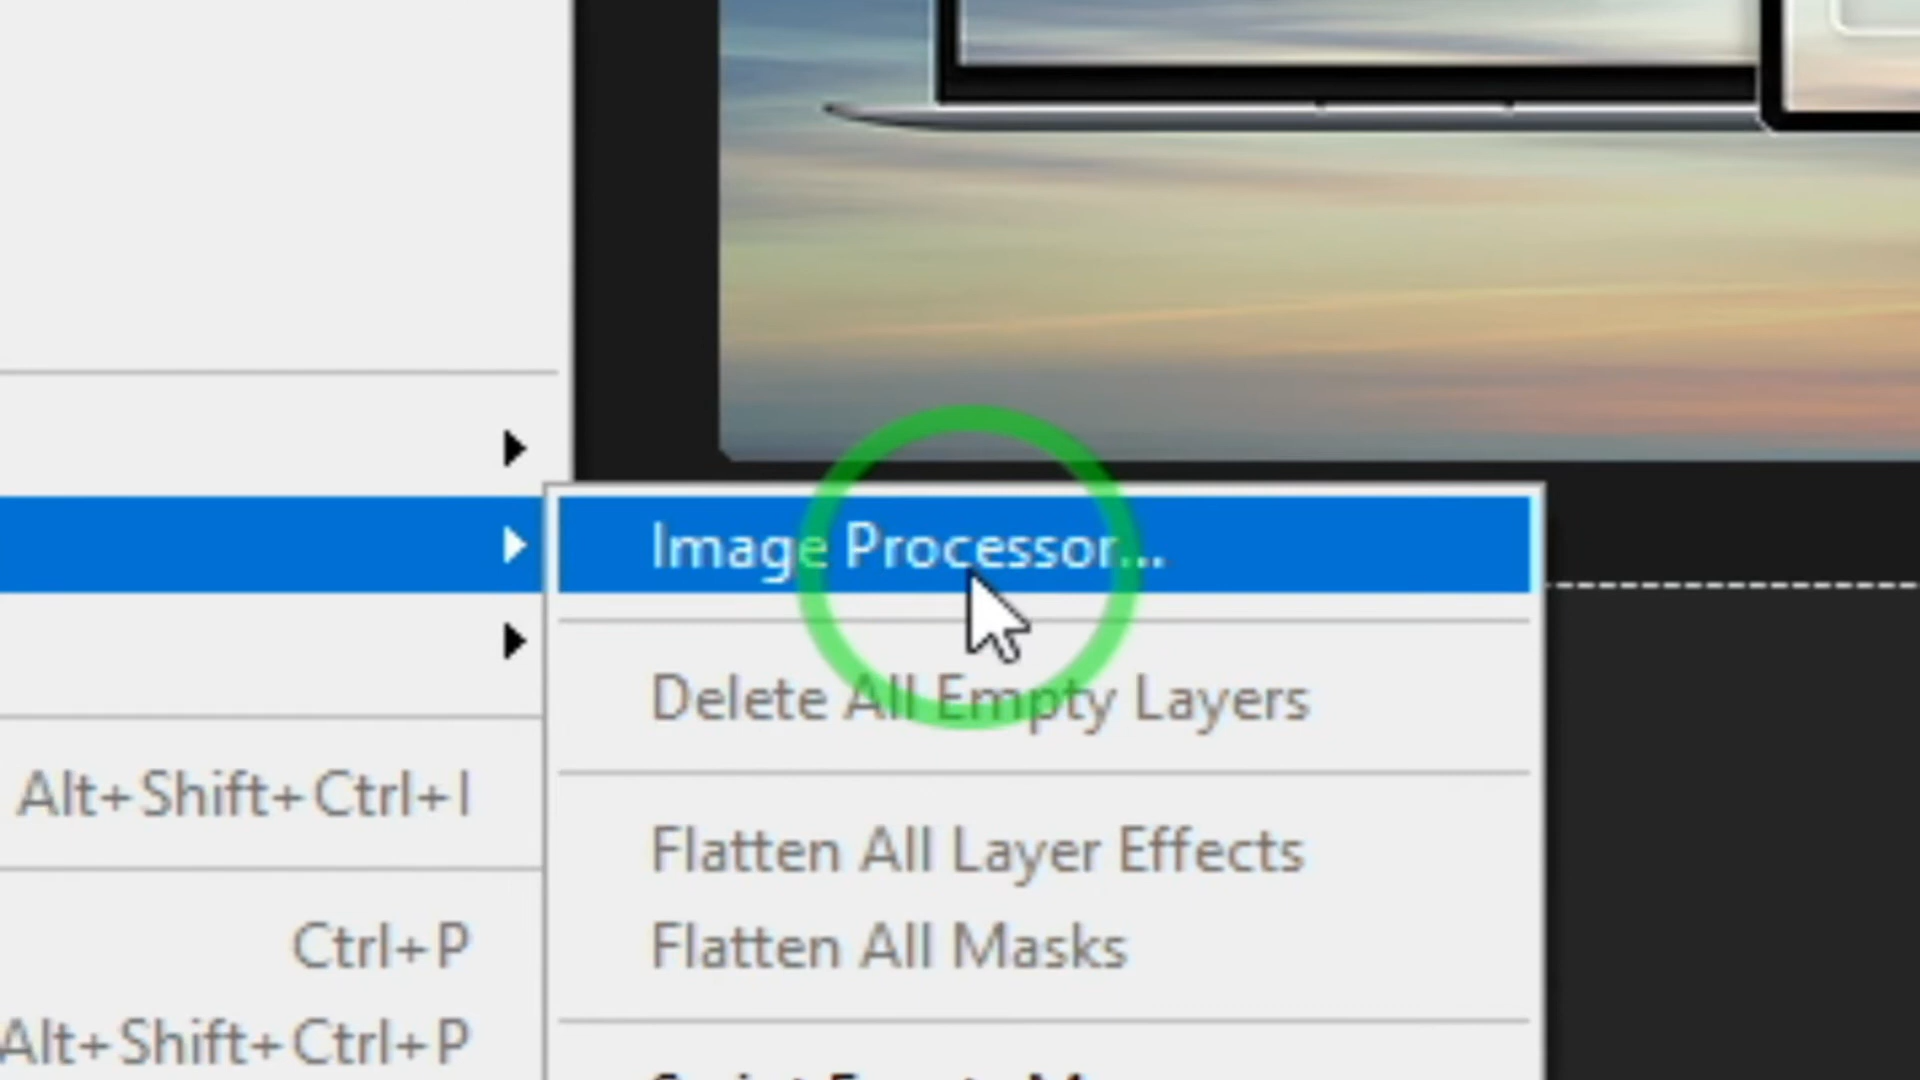 Image Processor...
Delete All Empty Layers
Alt+Shift+Ctrl+I
Flatten All Layer Effects
Ctrl+P
Flatten All Masks
Alt+Shift+Ctrl+P